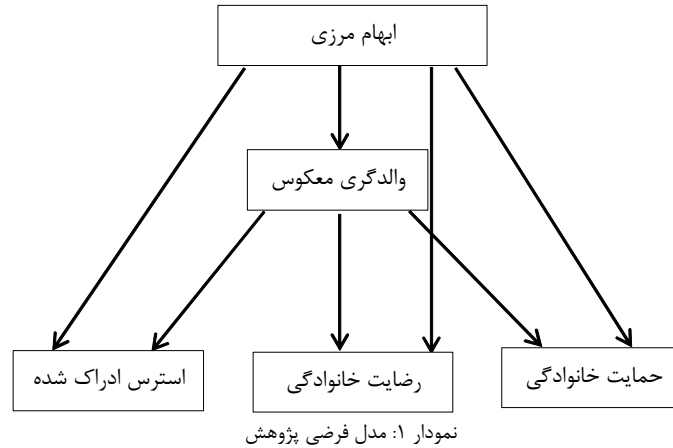 ابهام مرزی
والدگری معکوس
حمایت خانوادگی
رضایت خانوادگی
استرس ادراک شده
نمودار ۱: مدل فرضی پژوهش